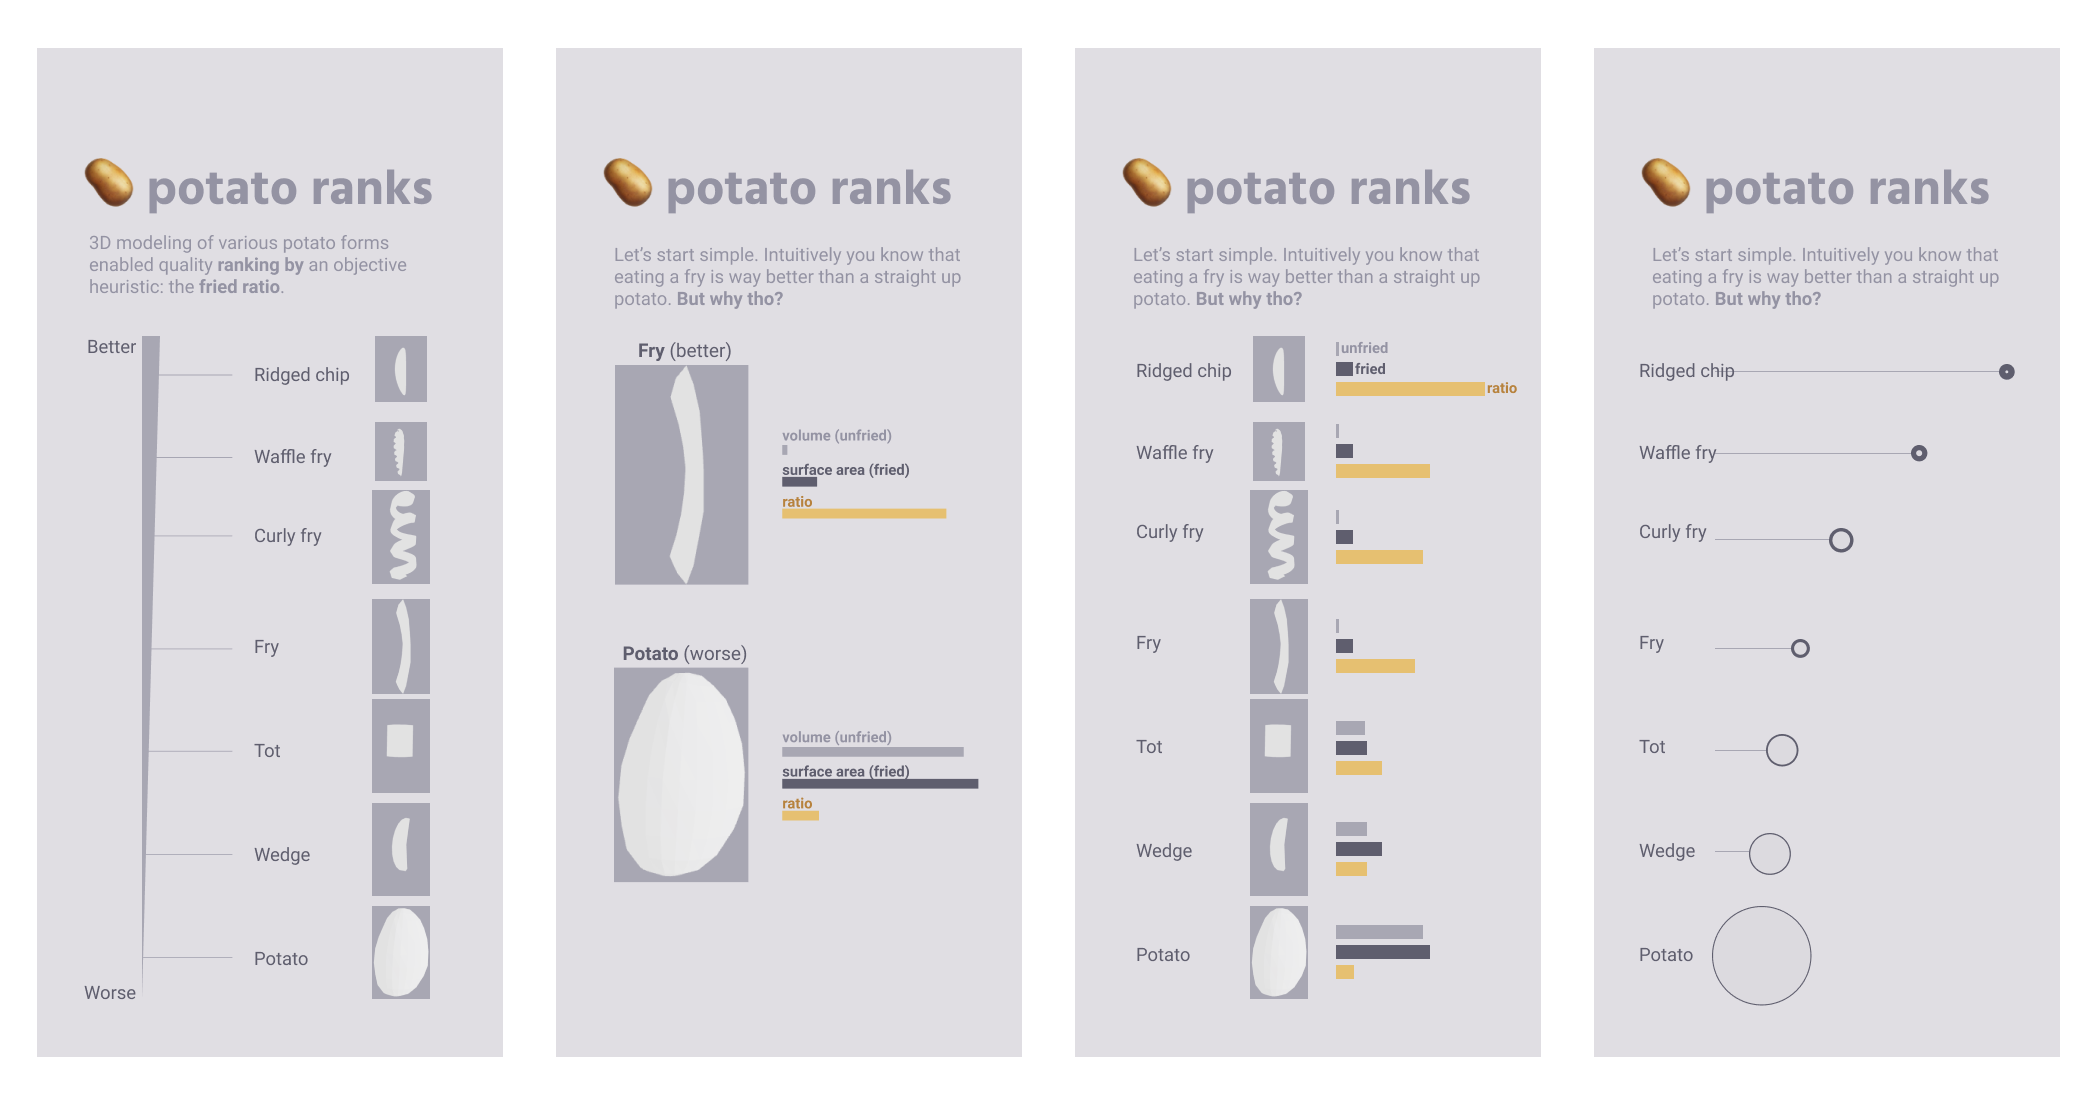 potato ranks
3D modeling of various potato forms
enabled quality ranking by an objective
heuristic: the fried ratio.
Better
Ridged chip
Waffle fry
Curly fry
Fry
Tot
Wedge
Potato
Worse
potato ranks
Let's start simple. Intuitively you know that
eating a fry is way better than a straight up
potato. But why tho?
Fry (better)
volume (unfried)
surface area (fried)
ratio
Potato (worse)
volume (unfried)
surface area (fried)
ratio
potato ranks
Let's start simple. Intuitively you know that
eating a fry is way better than a straight up
potato. But why tho?
unfried
Ridged chip
fried
ratio
Waffle fry
Curly fry
Fry
Tot
Wedge
Potato
potato ranks
Let's start simple. Intuitively you know that
eating a fry is way better than a straight up
potato. But why tho?
Ridged chip
Waffle fry
Curly fry
Fry
Tot
Wedge
Potato